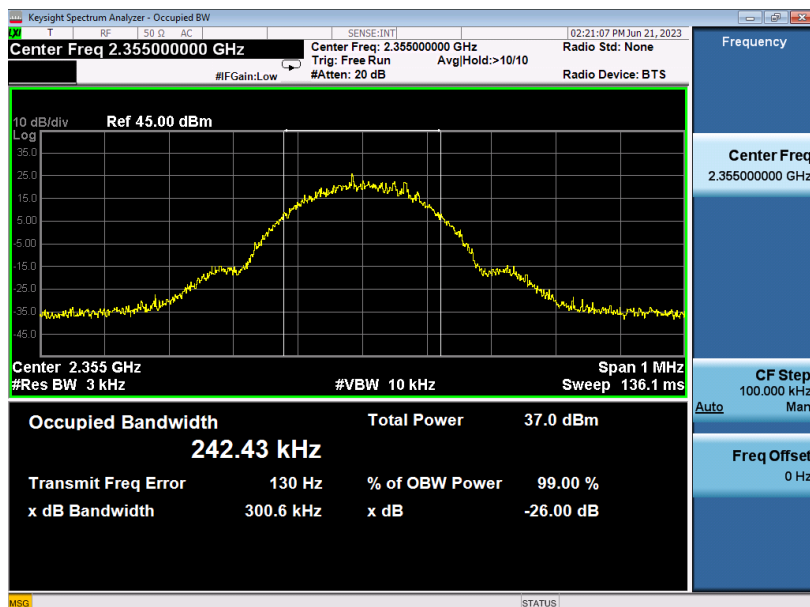 Keysight Spectrum Analyzer - Occupied BW
LXI T RF 50 Ω AC SENSE:INT 02:21:07 PM Jun 21, 2023
Center Freq 2.355000000 GHz
Center Freq: 2.355000000 GHz Radio Std: None
Trig: Free Run Avg|Hold:>10/10
#IFGain:Low #Atten: 20 dB Radio Device: BTS
10 dB/div Ref 45.00 dBm
Log
35.0
25.0
15.0
5.00
-5.00
-15.0
-25.0
-35.0
-45.0
Center 2.355 GHz Span 1 MHz
#Res BW 3 kHz #VBW 10 kHz Sweep 136.1 ms
Occupied Bandwidth Total Power 37.0 dBm
242.43 kHz
Transmit Freq Error 130 Hz % of OBW Power 99.00 %
x dB Bandwidth 300.6 kHz x dB -26.00 dB
MSG STATUS
Frequency
Center Freq
2.355000000 GHz
CF Step
100.000 kHz
Auto Man
Freq Offset
0 Hz